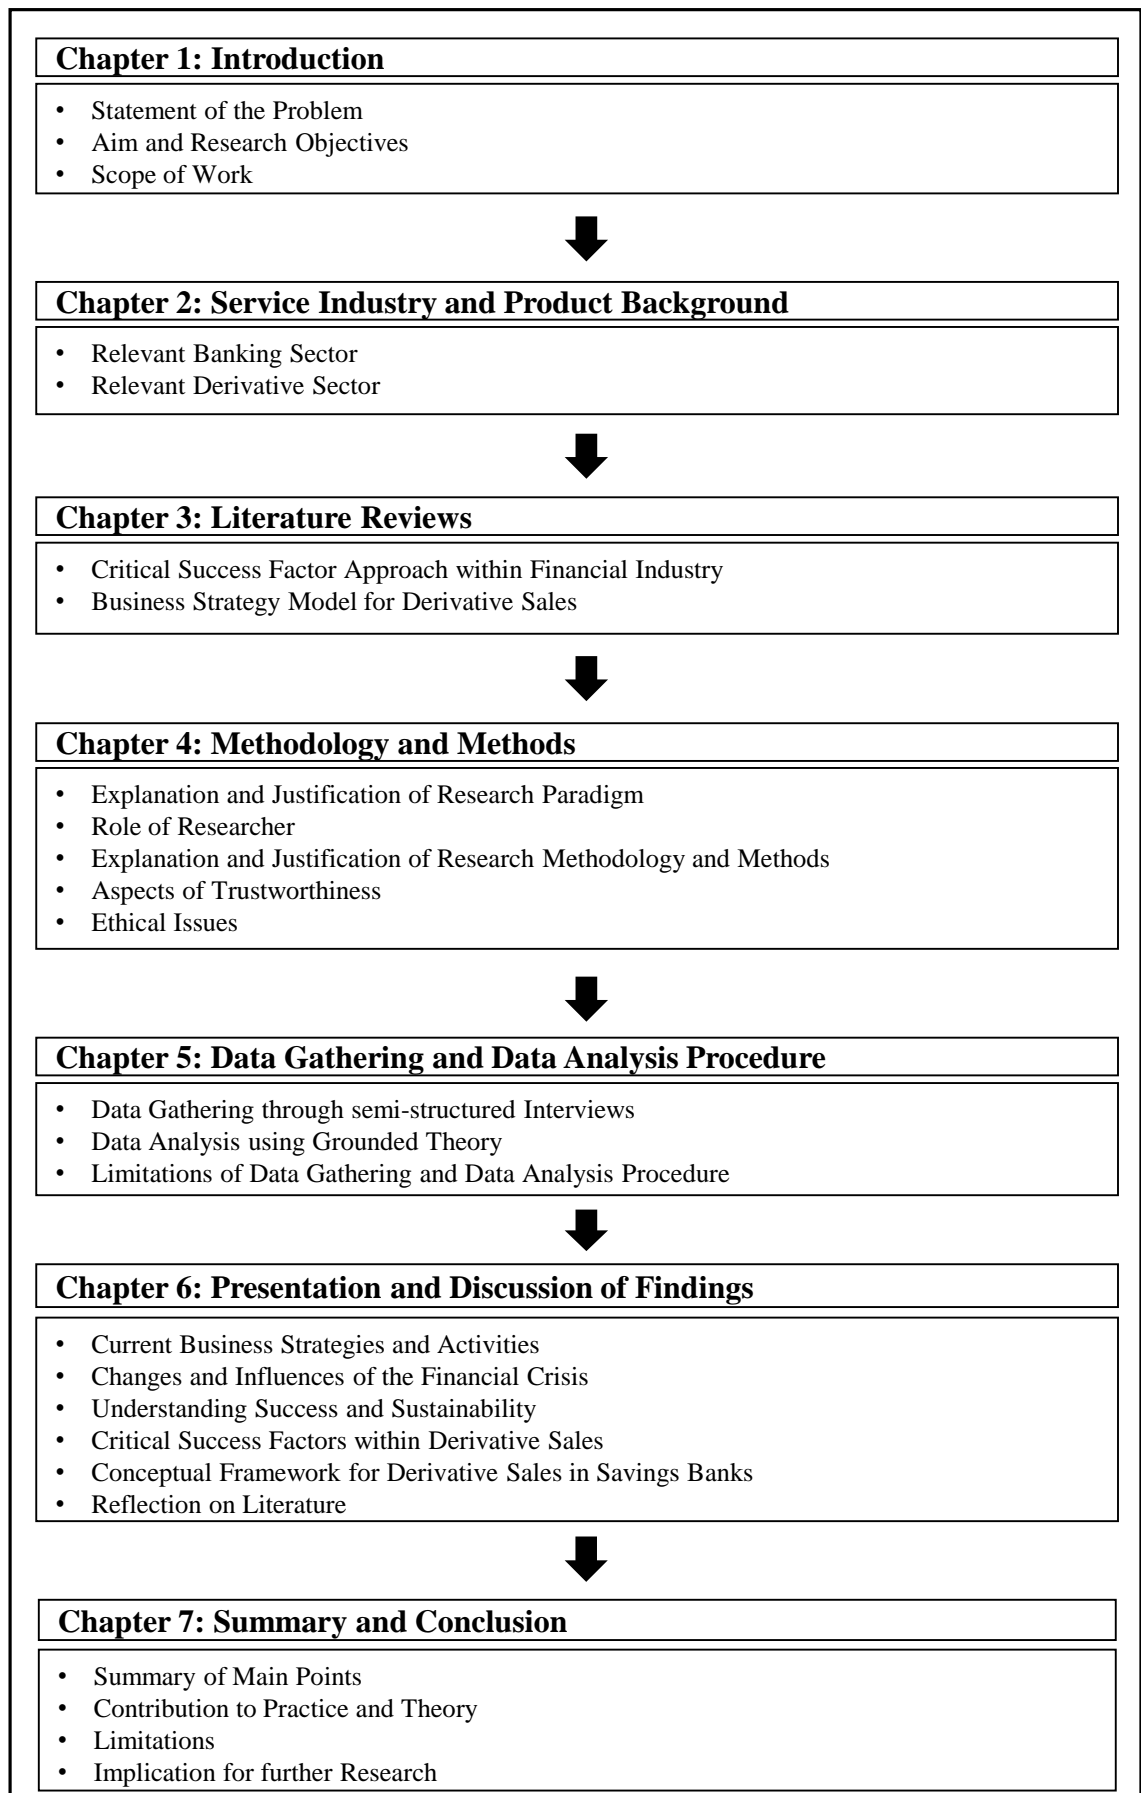 Chapter 1: Introduction
• Statement of the Problem
• Aim and Research Objectives
• Scope of Work
Chapter 2: Service Industry and Product Background
• Relevant Banking Sector
• Relevant Derivative Sector
Chapter 3: Literature Reviews
• Critical Success Factor Approach within Financial Industry
• Business Strategy Model for Derivative Sales
Chapter 4: Methodology and Methods
• Explanation and Justification of Research Paradigm
• Role of Researcher
• Explanation and Justification of Research Methodology and Methods
• Aspects of Trustworthiness
• Ethical Issues
Chapter 5: Data Gathering and Data Analysis Procedure
• Data Gathering through semi-structured Interviews
• Data Analysis using Grounded Theory
• Limitations of Data Gathering and Data Analysis Procedure
Chapter 6: Presentation and Discussion of Findings
• Current Business Strategies and Activities
• Changes and Influences of the Financial Crisis
• Understanding Success and Sustainability
• Critical Success Factors within Derivative Sales
• Conceptual Framework for Derivative Sales in Savings Banks
• Reflection on Literature
Chapter 7: Summary and Conclusion
• Summary of Main Points
• Contribution to Practice and Theory
• Limitations
• Implication for further Research